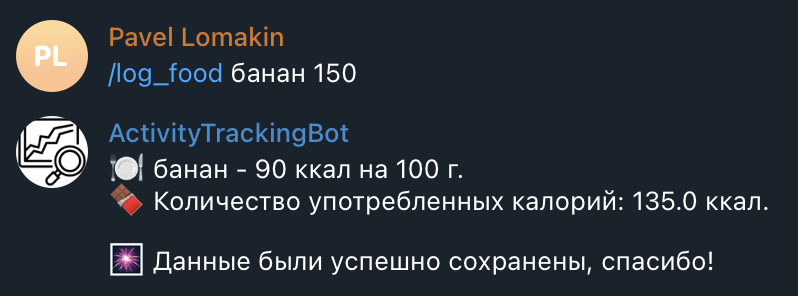 PL
Pavel Lomakin
/log_food банан 150
ActivityTrackingBot
🍽 банан - 90 ккал на 100 г.
🍫 Количество употребленных калорий: 135.0 ккал.
🎆 Данные были успешно сохранены, спасибо!